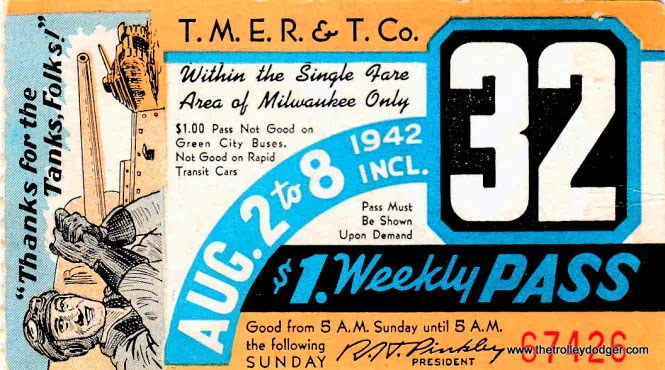 "Thanks for the
Tanks, Folks!"
T. M. E. R. & T. Co.
Within the Single Fare
Area of Milwaukee Only
$1.00 Pass Not Good on
Green City Buses.
Not Good on Rapid
Transit Cars
AUG. 2 to 8
1942
INCL.
Pass Must
Be Shown
Upon Demand
32
$1. Weekly PASS
Good from 5 A.M. Sunday until 5 A.M.
the following
SUNDAY
R.H. Pinkley
PRESIDENT
67426
www.thetrolleydodger.com